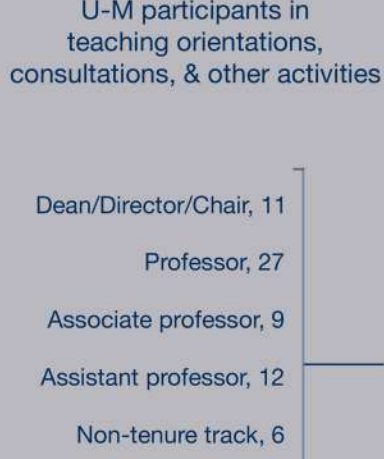 U-M participants in
teaching orientations,
consultations, & other activities
Dean/Director/Chair, 11
Professor, 27
Associate professor, 9
Assistant professor, 12
Non-tenure track, 6